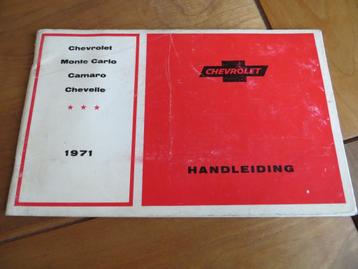 Chevrolet
Monte Carlo
Camaro
Chevelle
★ ★ ★
1971
CHEVROLET
HANDLEIDING